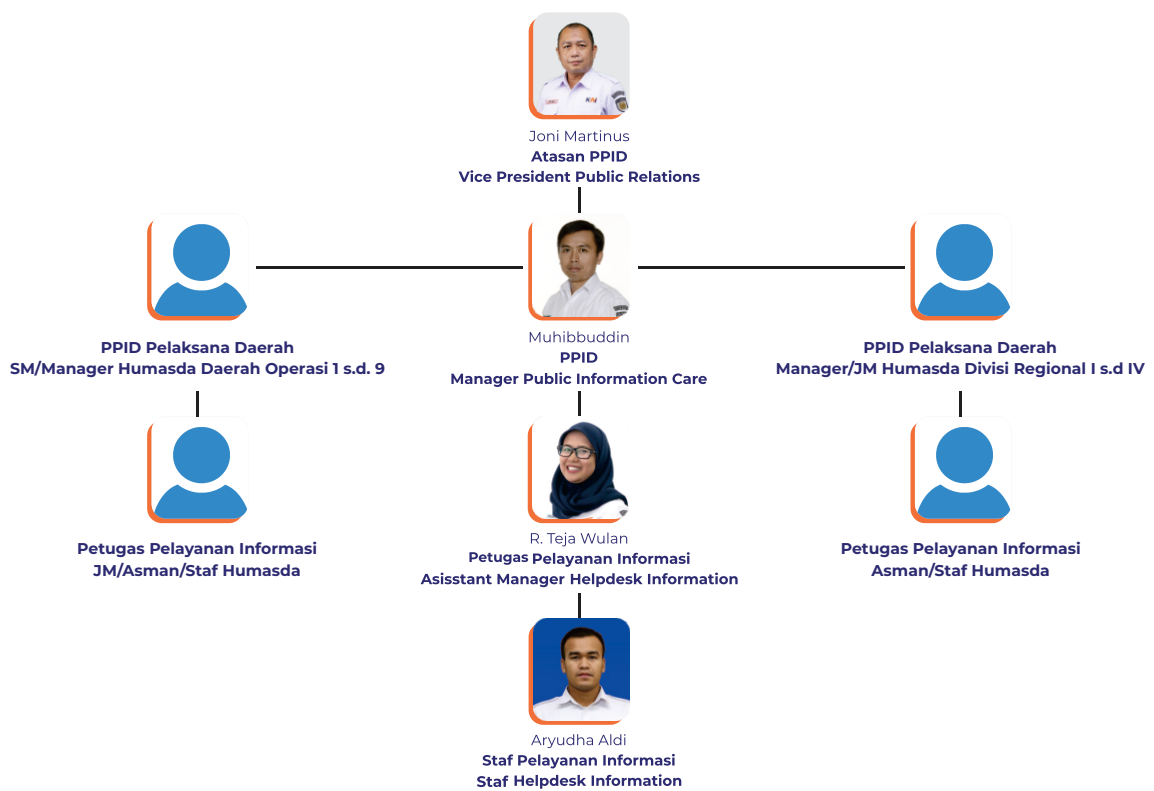 Joni Martinus
Atasan PPID
Vice President Public Relations
Muhibbuddin
PPID
Manager Public Information Care
PPID Pelaksana Daerah
SM/Manager Humasda Daerah Operasi 1 s.d. 9
PPID Pelaksana Daerah
Manager/JM Humasda Divisi Regional I s.d IV
R. Teja Wulan
Petugas Pelayanan Informasi
Asisstant Manager Helpdesk Information
Petugas Pelayanan Informasi
JM/Asman/Staf Humasda
Petugas Pelayanan Informasi
Asman/Staf Humasda
Aryudha Aldi
Staf Pelayanan Informasi
Staf Helpdesk Information